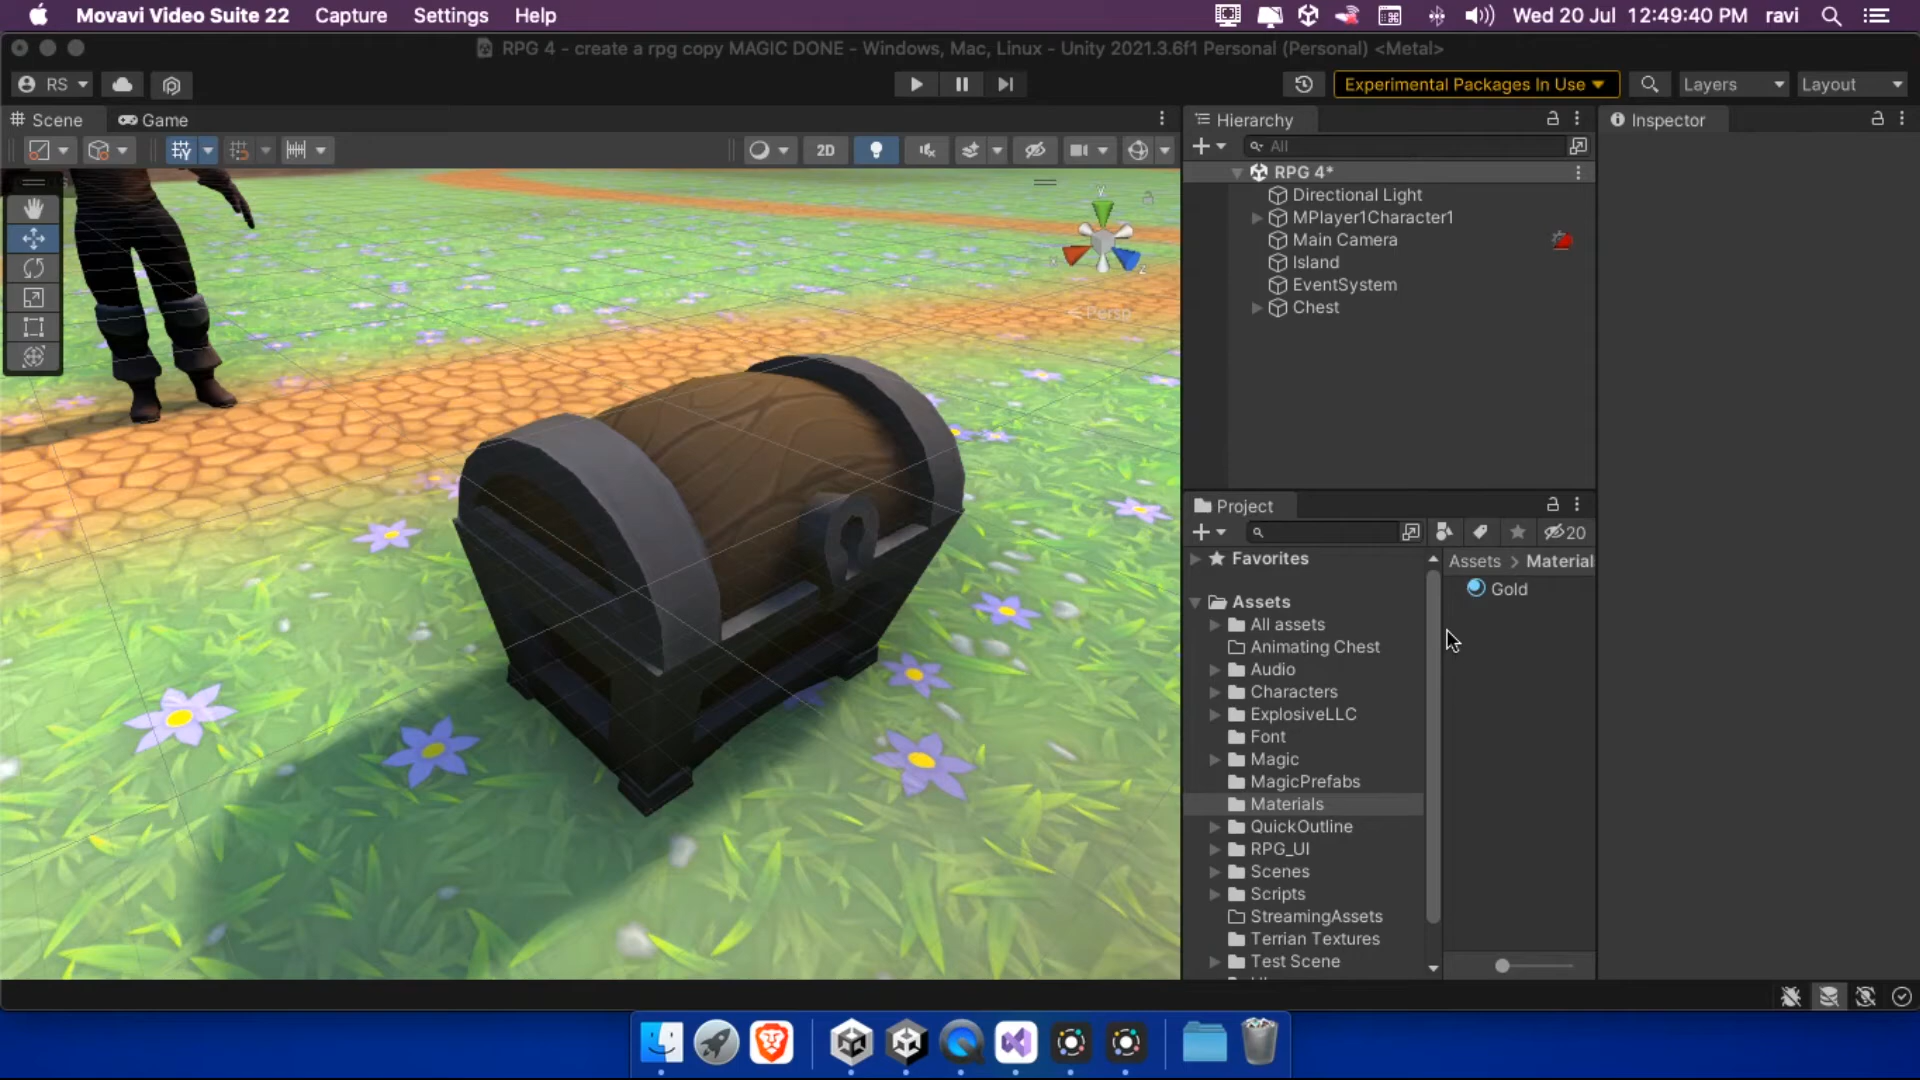 Movavi Video Suite 22 Capture Settings Help
Wed 20 Jul 12:49:40 PM ravi
RPG 4 - create a rpg copy MAGIC DONE - Windows, Mac, Linux - Unity 2021.3.6f1 Personal (Personal) <Metal>
RS
Experimental Packages In Use
Layers
Layout
Scene
Game
2D
y
x
z
Persp
Hierarchy
All
RPG 4*
Directional Light
MPlayer1Character1
Main Camera
Island
EventSystem
Chest
Project
20
Favorites
Assets
All assets
Animating Chest
Audio
Characters
ExplosiveLLC
Font
Magic
MagicPrefabs
Materials
QuickOutline
RPG_UI
Scenes
Scripts
StreamingAssets
Terrian Textures
Test Scene
Assets > Material
Gold
Inspector